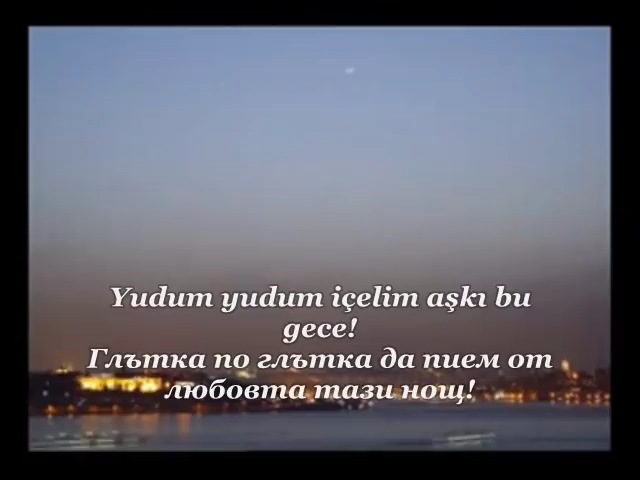 Yudum yudum içelim aşkı bu
gece!
Глътка по глътка да пием от
любовта тази нощ!